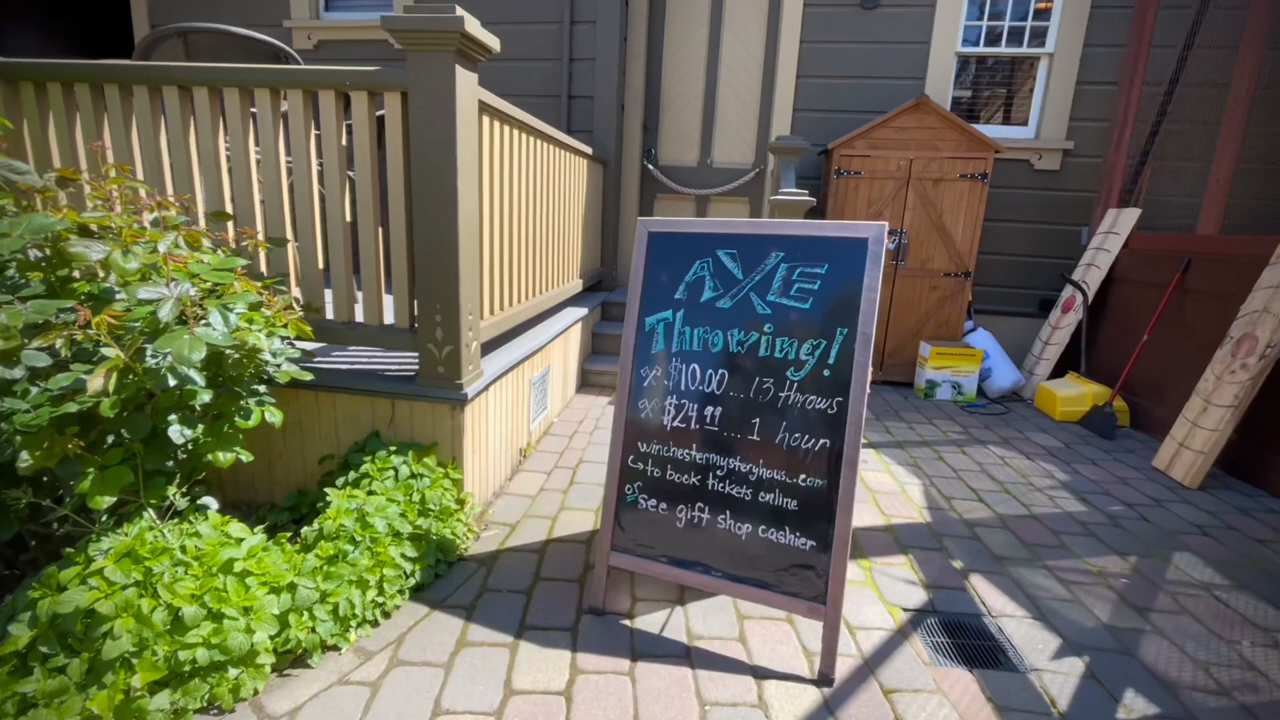 AXE
Throwing!
$10.00...13 throws
$24.99...1 hour
winchestermysteryhouse.com
to book tickets online
or
see gift shop cashier